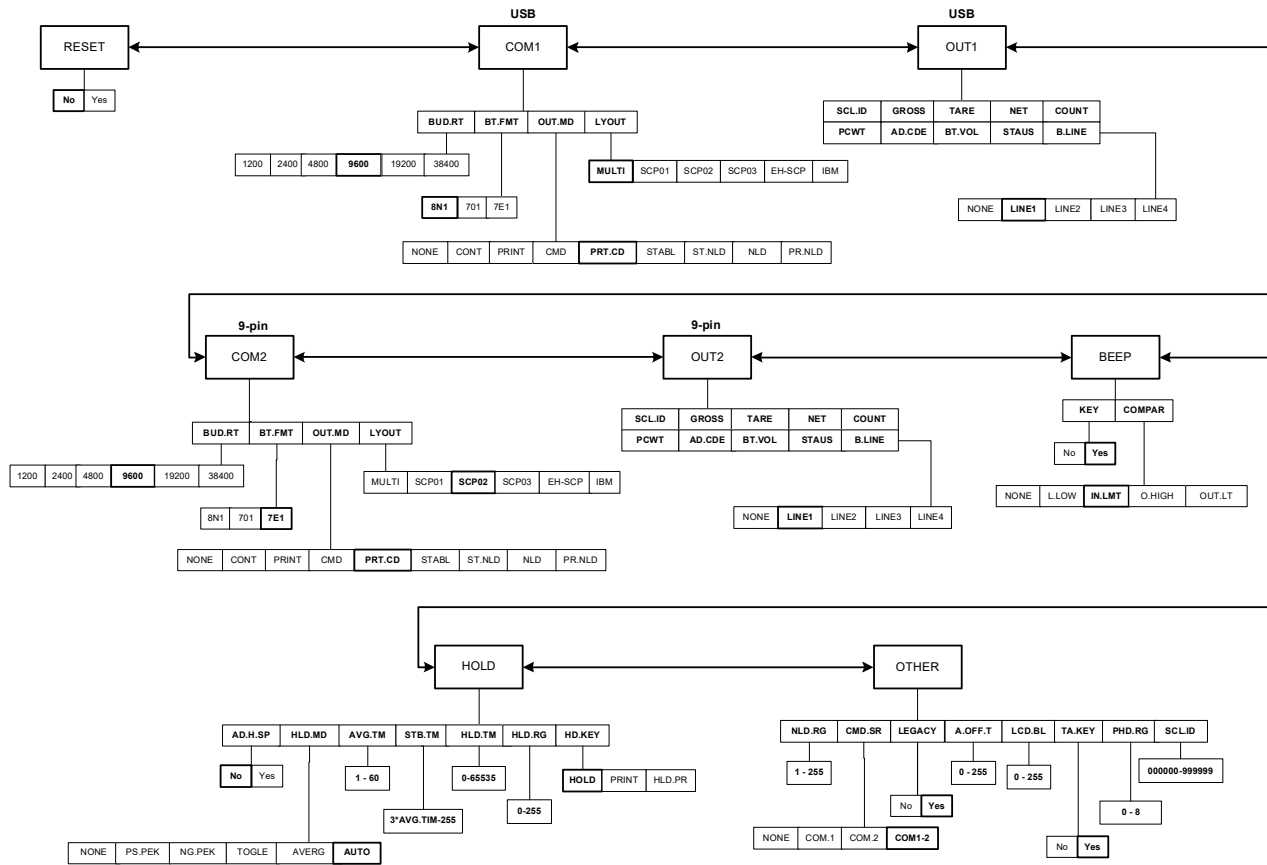 USB USB
RESET COM1 OUT1
No Yes
BUD.RT BT.FMT OUT.MD LYOUT
SCL.ID GROSS TARE NET COUNT
PCWT AD.CDE BT.VOL STAUS B.LINE
1200 2400 4800 9600 19200 38400
MULTI SCP01 SCP02 SCP03 EH-SCP IBM
8N1 701 7E1
NONE LINE1 LINE2 LINE3 LINE4
NONE CONT PRINT CMD PRT.CD STABL ST.NLD NLD PR.NLD
9-pin 9-pin
COM2 OUT2 BEEP
BUD.RT BT.FMT OUT.MD LYOUT
SCL.ID GROSS TARE NET COUNT
PCWT AD.CDE BT.VOL STAUS B.LINE
KEY COMPAR
No Yes
1200 2400 4800 9600 19200 38400
MULTI SCP01 SCP02 SCP03 EH-SCP IBM
NONE L.LOW IN.LMT O.HIGH OUT.LT
8N1 701 7E1
NONE LINE1 LINE2 LINE3 LINE4
NONE CONT PRINT CMD PRT.CD STABL ST.NLD NLD PR.NLD
HOLD OTHER
AD.H.SP HLD.MD AVG.TM STB.TM HLD.TM HLD.RG HD.KEY
NLD.RG CMD.SR LEGACY A.OFF.T LCD.BL TA.KEY PHD.RG SCL.ID
No Yes
1 - 60
0-65535
HOLD PRINT HLD.PR
1 - 255
0 - 255
0 - 255
000000-999999
3*AVG.TIM-255
0-255
No Yes
0 - 8
NONE COM.1 COM.2 COM1-2
No Yes
NONE PS.PEK NG.PEK TOGLE AVERG AUTO